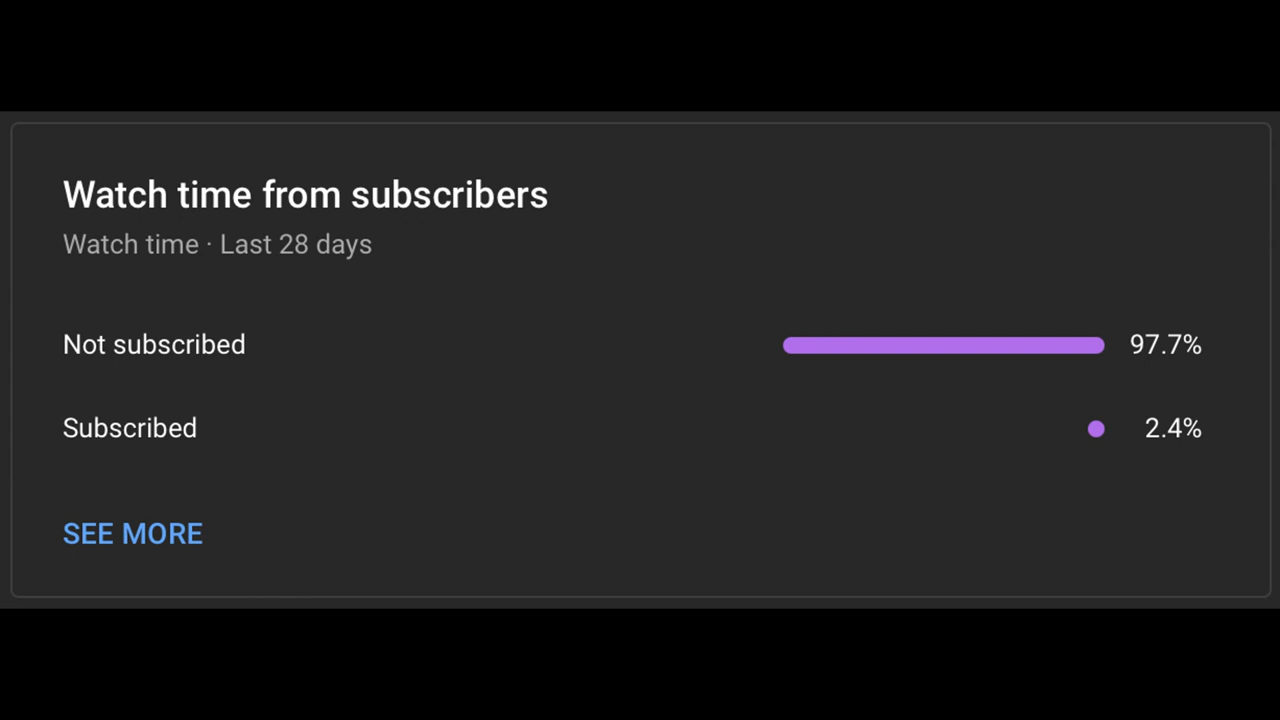 Watch time from subscribers
Watch time · Last 28 days
Not subscribed 97.7%
Subscribed 2.4%
SEE MORE